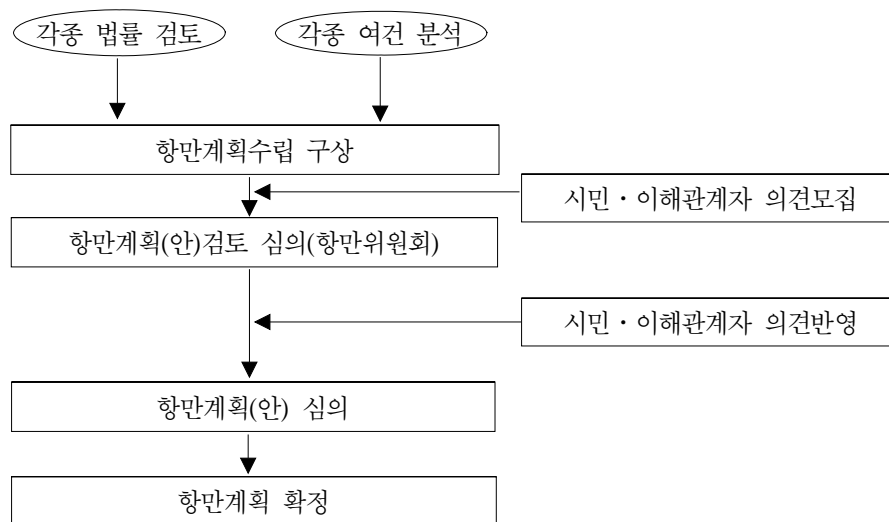 각종 법률 검토
각종 여건 분석
항만계획수립 구상
시민・이해관계자 의견모집
항만계획(안)검토 심의(항만위원회)
시민・이해관계자 의견반영
항만계획(안) 심의
항만계획 확정